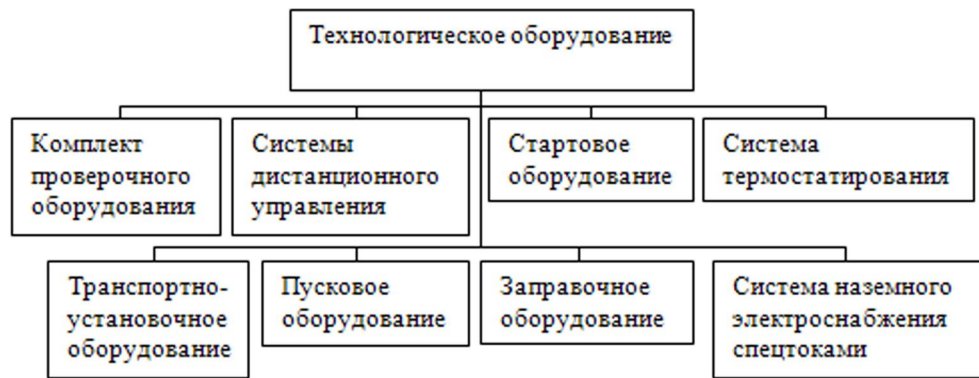 Технологическое оборудование
Комплект
проверочного
оборудования
Системы
дистанционного
управления
Стартовое
оборудование
Система
термостатирования
Транспортно-
установочное
оборудование
Пусковое
оборудование
Заправочное
оборудование
Система наземного
электроснабжения
спецтоками